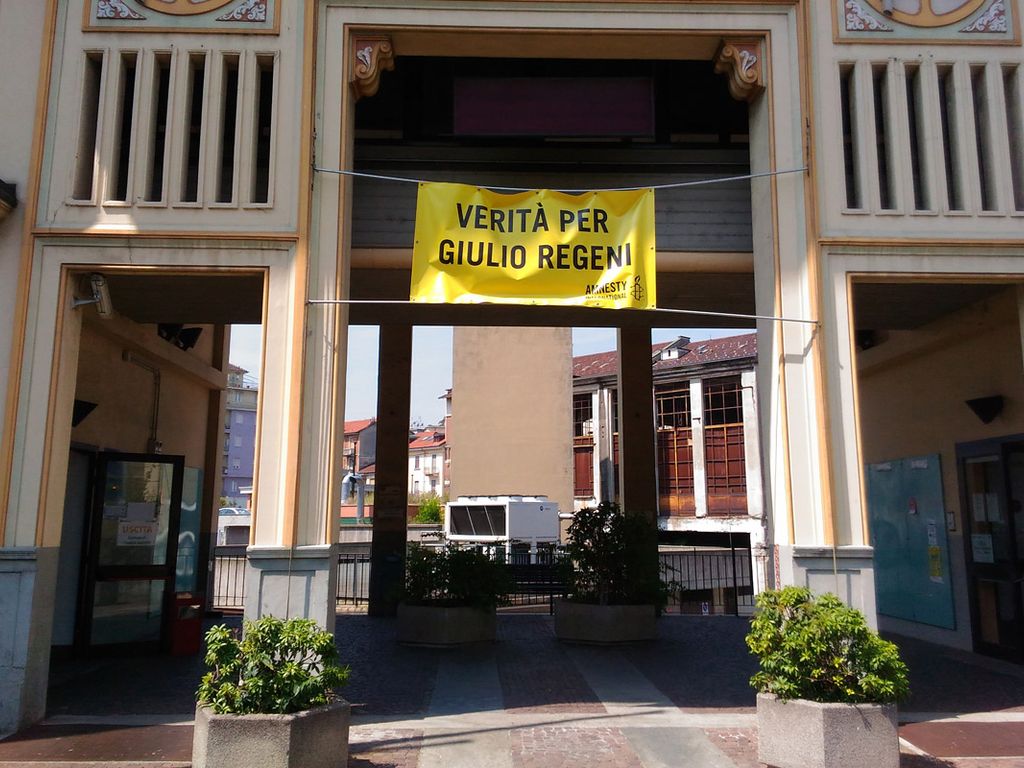 VERITÀ PER
GIULIO REGENI
AMNESTY
INTERNATIONAL
USCITA